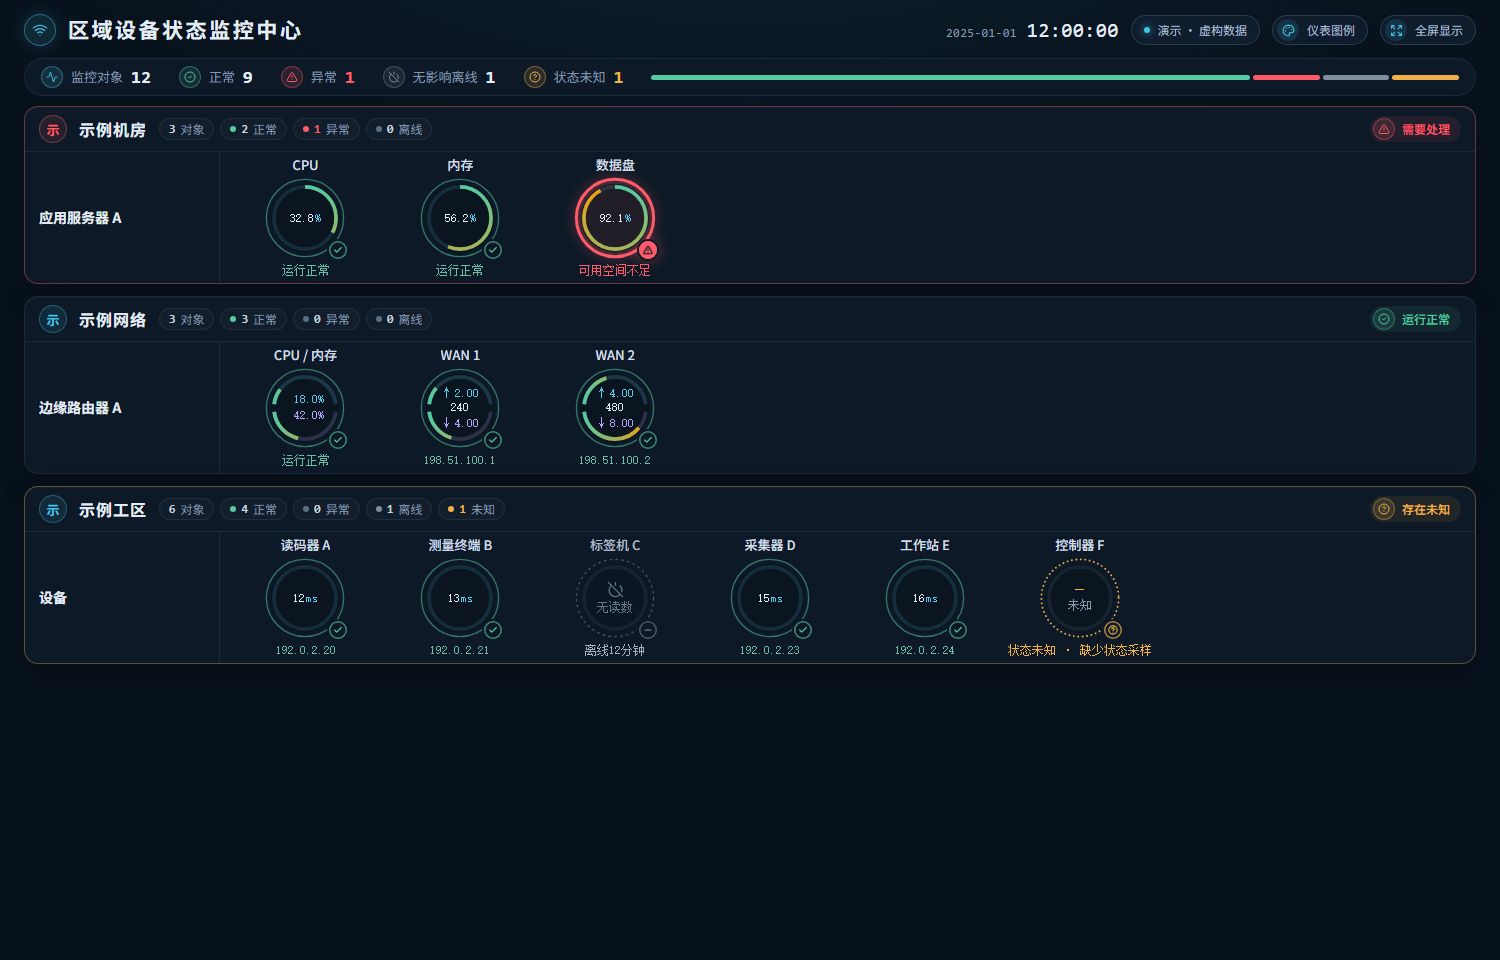 区域设备状态监控中心
2025-01-01 12:00:00 演示 · 虚构数据 仪表图例 全屏显示
监控对象 12 正常 9 异常 1 无影响离线 1 状态未知 1
示 示例机房 3 对象 2 正常 1 异常 0 离线 需要处理
CPU 内存 数据盘
应用服务器 A 32.8% 56.2% 92.1%
运行正常 运行正常 可用空间不足
示 示例网络 3 对象 3 正常 0 异常 0 离线 运行正常
CPU / 内存 WAN 1 WAN 2
18.0% ↑ 2.00 ↑ 4.00
边缘路由器 A 240 480
42.0% ↓ 4.00 ↓ 8.00
运行正常 198.51.100.1 198.51.100.2
示 示例工区 6 对象 4 正常 0 异常 1 离线 1 未知 存在未知
读码器 A 测量终端 B 标签机 C 采集器 D 工作站 E 控制器 F
设备 12ms 13ms 无读数 15ms 16ms — 未知
192.0.2.20 192.0.2.21 离线12分钟 192.0.2.23 192.0.2.24 状态未知 · 缺少状态采样